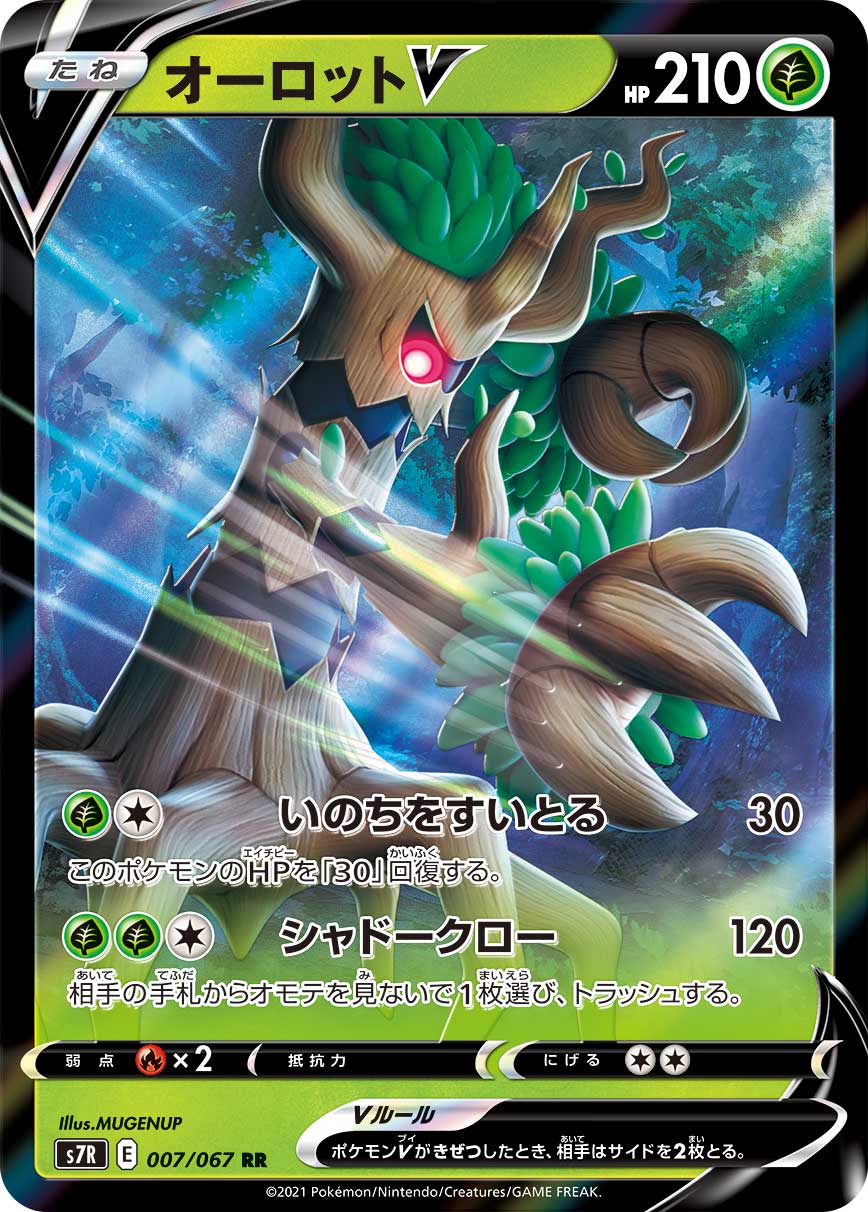 たね オーロットV HP 210
いのちをすいとる 30
このポケモンのHPを「30」回復する。
シャドークロー 120
相手の手札からオモテを見ないで1枚選び、トラッシュする。
弱点 ×2 抵抗力 にげる
Illus.MUGENUP
Vルール
ポケモンVがきぜつしたとき、相手はサイドを2枚とる。
s7R E 007/067 RR
©2021 Pokémon/Nintendo/Creatures/GAME FREAK.